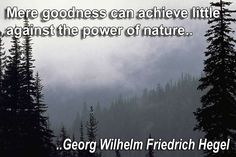 Mere goodness can achieve little
against the power of nature..
..Georg Wilhelm Friedrich Hegel